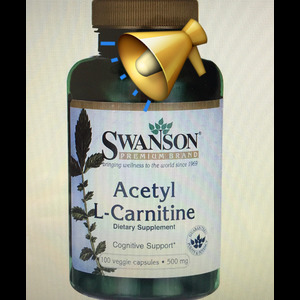 SWANSON®
PREMIUM BRAND
bringing wellness to the world since 1969
Acetyl
L-Carnitine
Dietary Supplement
Cognitive Support*
100 veggie capsules • 500 mg